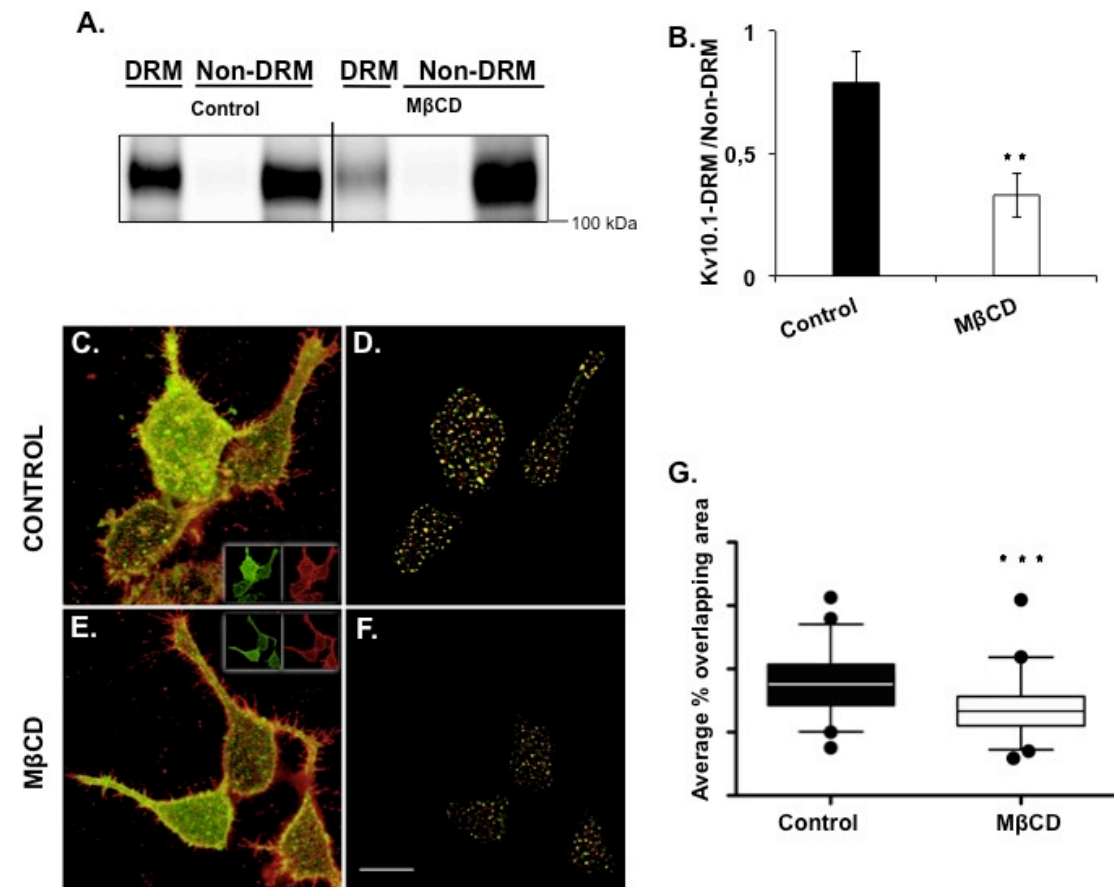 A.
DRM Non-DRM DRM Non-DRM
Control MβCD
100 kDa
B.
Kv10.1-DRM /Non-DRM
1
0,5
0
* *
Control
MβCD
CONTROL
C.
D.
MβCD
E.
F.
G.
Average % overlapping area
* * *
Control
MβCD